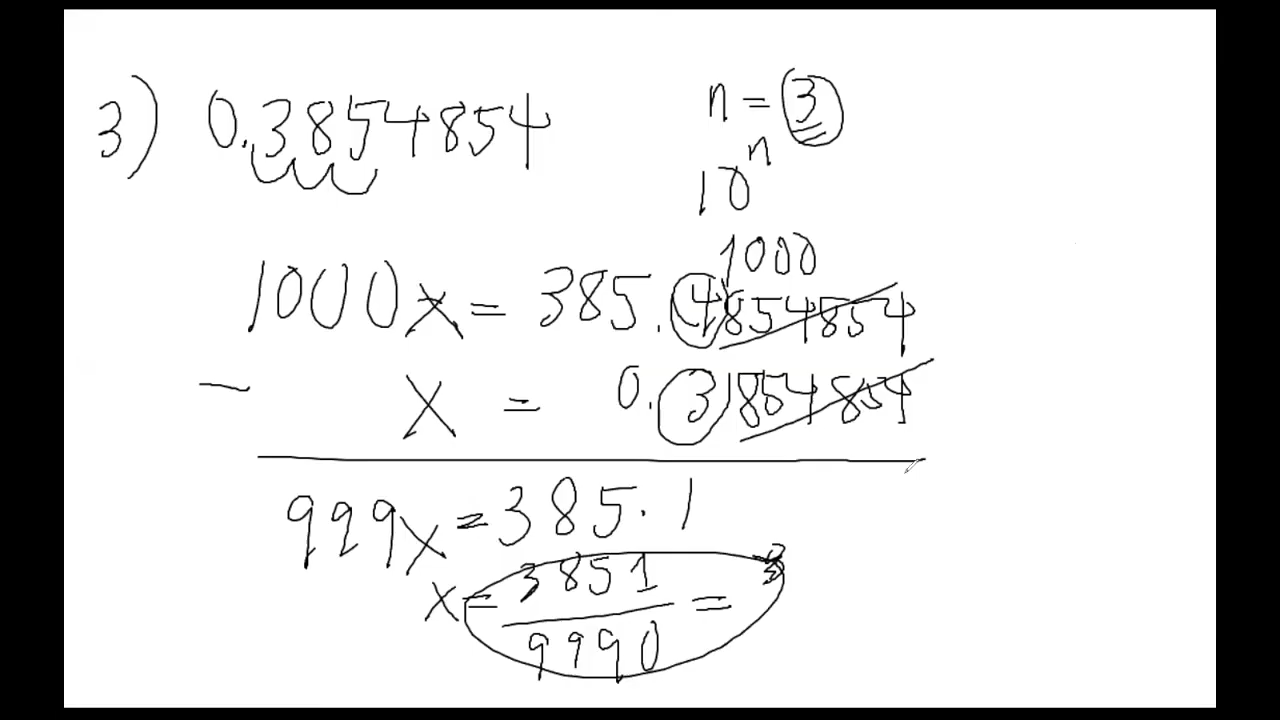 3) 0.3854854
n = 3
10^n
1000
1000x = 385.4854854
- x = 0.3854854
999x = 385.1
x = 3851/9990 =